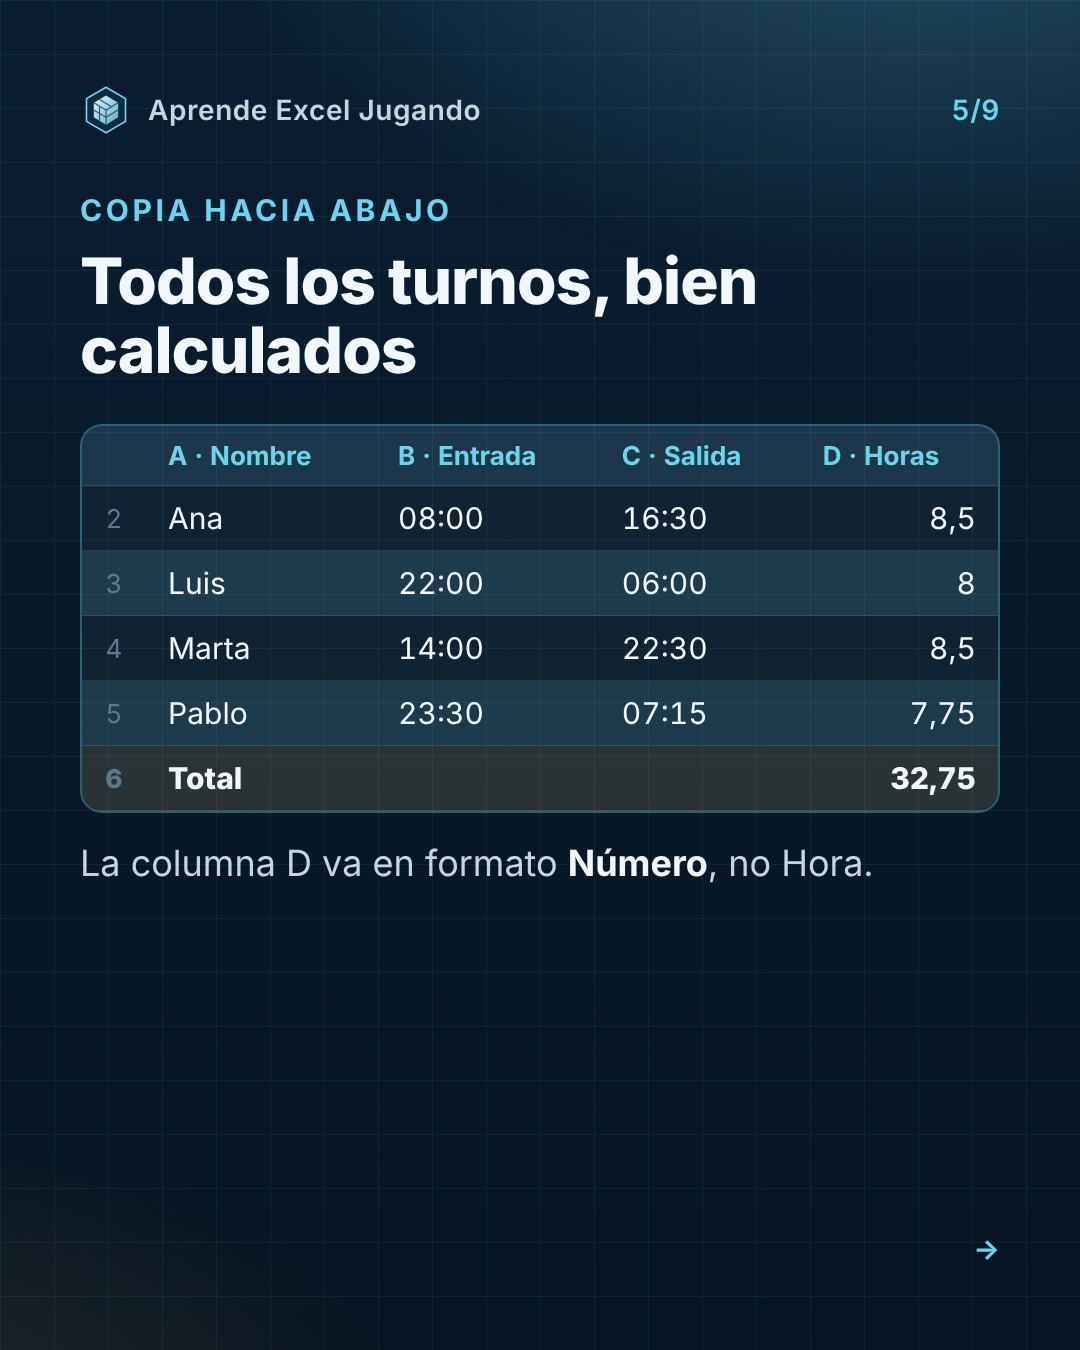 Aprende Excel Jugando 5/9
COPIA HACIA ABAJO
Todos los turnos, bien
calculados
A · Nombre B · Entrada C · Salida D · Horas
2 Ana 08:00 16:30 8,5
3 Luis 22:00 06:00 8
4 Marta 14:00 22:30 8,5
5 Pablo 23:30 07:15 7,75
6 Total 32,75
La columna D va en formato Número, no Hora.
→